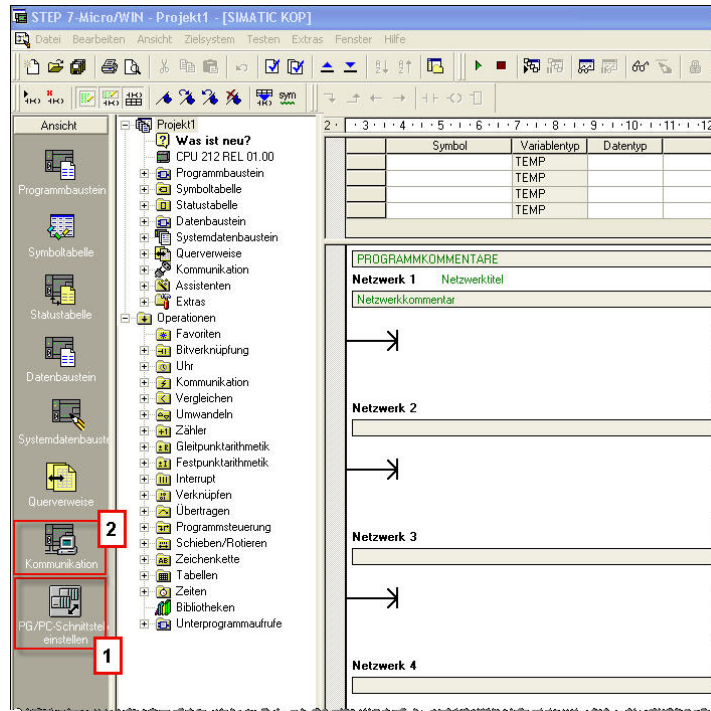 STEP 7-Micro/WIN - Projekt1 - [SIMATIC KOP]
Datei Bearbeiten Ansicht Zielsystem Testen Extras Fenster Hilfe
Ansicht
Programmbaustein
Symboltabelle
Statustabelle
Datenbaustein
Systemdatenbauste
Querverweise
2
Kommunikation
PG/PC-Schnittstel
einstellen
1
Projekt1
Was ist neu?
CPU 212 REL 01.00
Programmbaustein
Symboltabelle
Statustabelle
Datenbaustein
Systemdatenbaustein
Querverweise
Kommunikation
Assistenten
Extras
Operationen
Favoriten
Bitverknüpfung
Uhr
Kommunikation
Vergleichen
Umwandeln
Zähler
Gleitpunktarithmetik
Festpunktarithmetik
Interrupt
Verknüpfen
Übertragen
Programmsteuerung
Schieben/Rotieren
Zeichenkette
Tabellen
Zeiten
Bibliotheken
Unterprogrammaufrufe
2 · · 3 · · 4 · · 5 · · 6 · · 7 · · 8 · · 9 · · 10 · · 11 · · 12
Symbol Variablentyp Datentyp
TEMP
TEMP
TEMP
TEMP
PROGRAMMKOMMENTARE
Netzwerk 1 Netzwerktitel
Netzwerkkommentar
Netzwerk 2
Netzwerk 3
Netzwerk 4